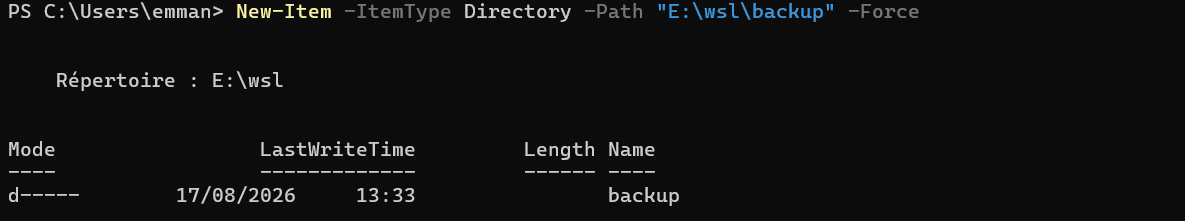 PS C:\Users\emman> New-Item -ItemType Directory -Path "E:\wsl\backup" -Force
Répertoire : E:\wsl
Mode LastWriteTime Length Name
---- ------------- ------ ----
d----- 17/08/2026 13:33 backup